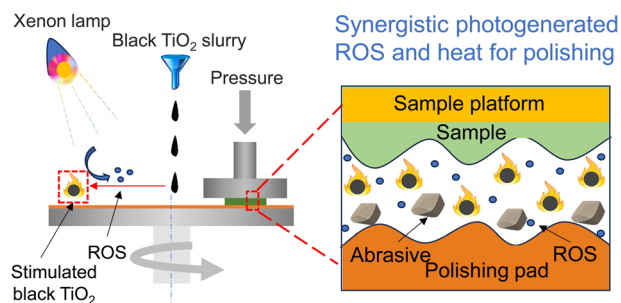 Xenon lamp
Black TiO₂ slurry
Pressure
ROS
Stimulated
black TiO₂
Synergistic photogenerated
ROS and heat for polishing
Sample platform
Sample
Abrasive
ROS
Polishing pad